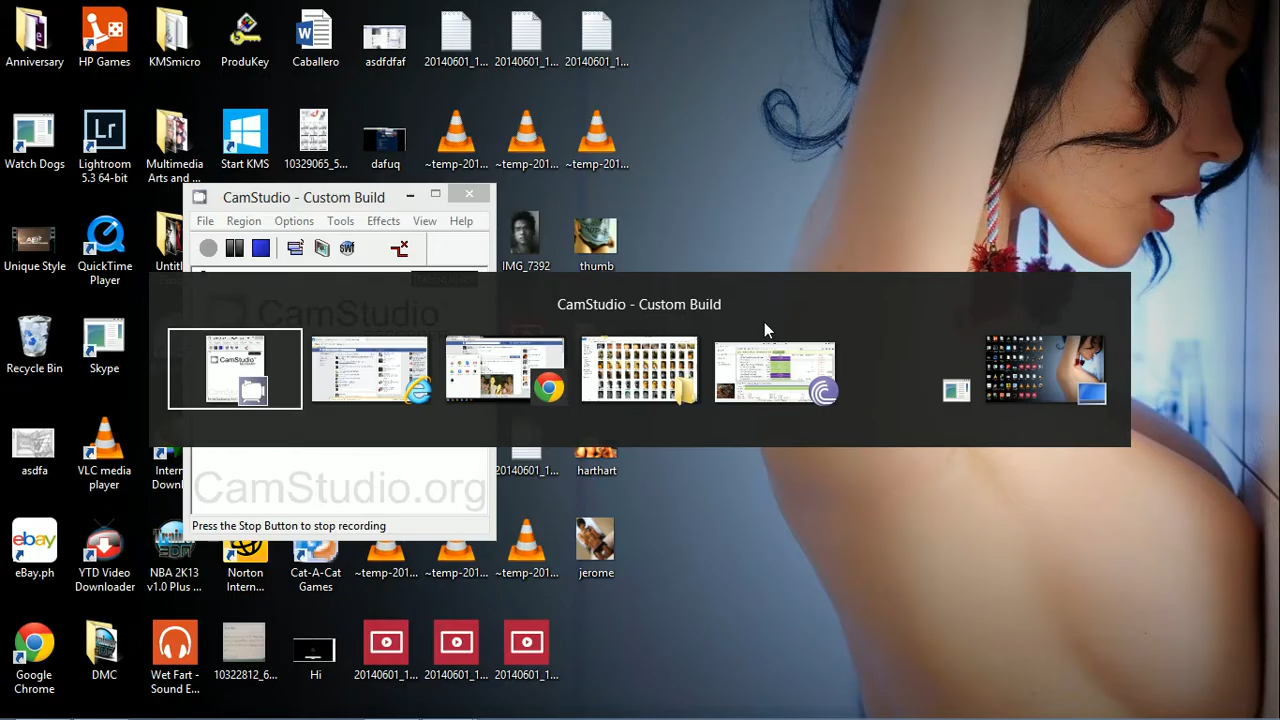 Anniversary
HP Games
KMSmicro
ProduKey
Caballero
asdfdfaf
20140601_1...
20140601_1...
20140601_1...
Watch Dogs
Lightroom
5.3 64-bit
Multimedia
Arts and ...
Start KMS
10329065_5...
dafuq
~temp-201...
~temp-201...
~temp-201...
CamStudio - Custom Build
File
Region
Options
Tools
Effects
View
Help
Unique Style
QuickTime
Player
IMG_7392
thumb
CamStudio - Custom Build
Recycle Bin
Skype
asdfa
VLC media
player
20140601_1...
harthart
CamStudio.org
Press the Stop Button to stop recording
eBay.ph
YTD Video
Downloader
NBA 2K13
v1.0 Plus ...
Norton
Intern...
Cat-A-Cat
Games
~temp-201...
~temp-201...
~temp-201...
jerome
Google
Chrome
DMC
Wet Fart -
Sound E...
10322812_6...
Hi
20140601_1...
20140601_1...
20140601_1...